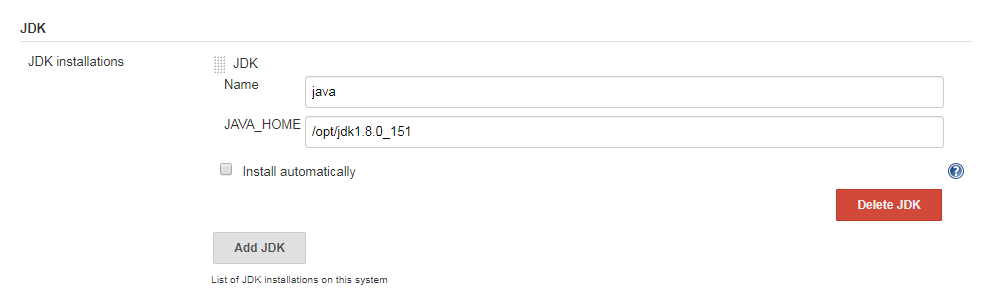 JDK
JDK installations
JDK
Name
java
JAVA_HOME
/opt/jdk1.8.0_151
Install automatically
?
Delete JDK
Add JDK
List of JDK installations on this system